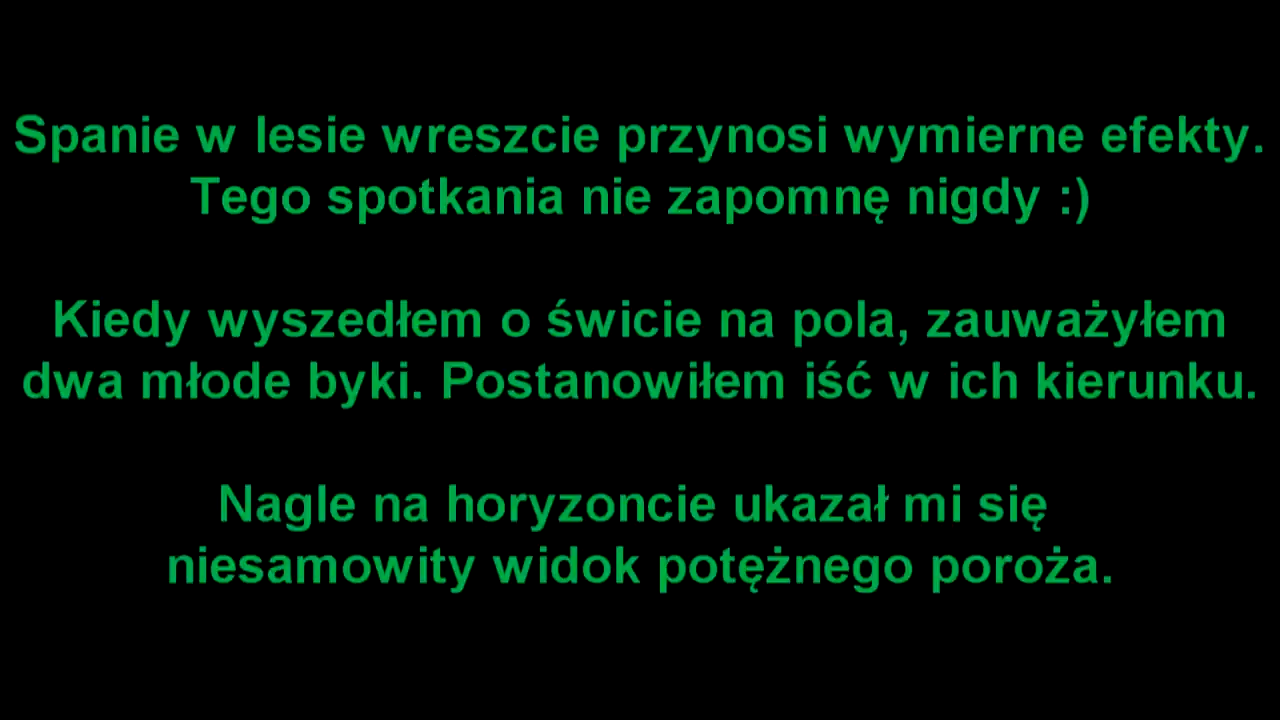 Spanie w lesie wreszcie przynosi wymierne efekty.
Tego spotkania nie zapomnę nigdy :)
Kiedy wyszedłem o świcie na pola, zauważyłem
dwa młode byki. Postanowiłem iść w ich kierunku.
Nagle na horyzoncie ukazał mi się
niesamowity widok potężnego poroża.